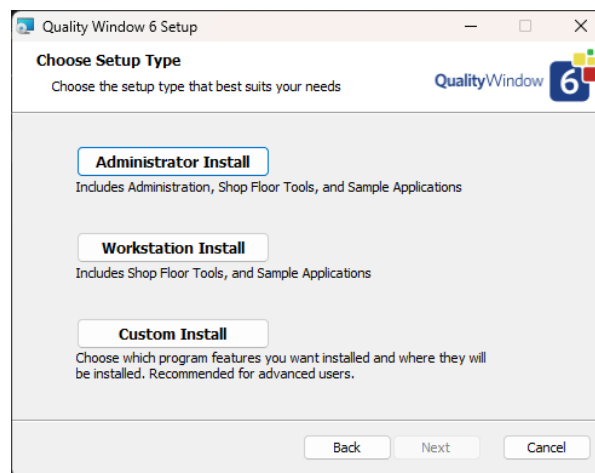 Quality Window 6 Setup
Choose Setup Type
Choose the setup type that best suits your needs
QualityWindow 6
Administrator Install
Includes Administration, Shop Floor Tools, and Sample Applications
Workstation Install
Includes Shop Floor Tools, and Sample Applications
Custom Install
Choose which program features you want installed and where they will
be installed. Recommended for advanced users.
Back Next Cancel